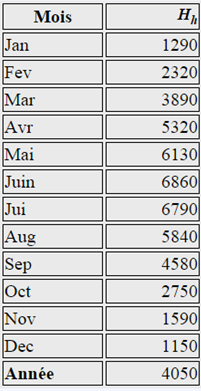 Mois H_h
Jan 1290
Fev 2320
Mar 3890
Avr 5320
Mai 6130
Juin 6860
Jui 6790
Aug 5840
Sep 4580
Oct 2750
Nov 1590
Dec 1150
Année 4050